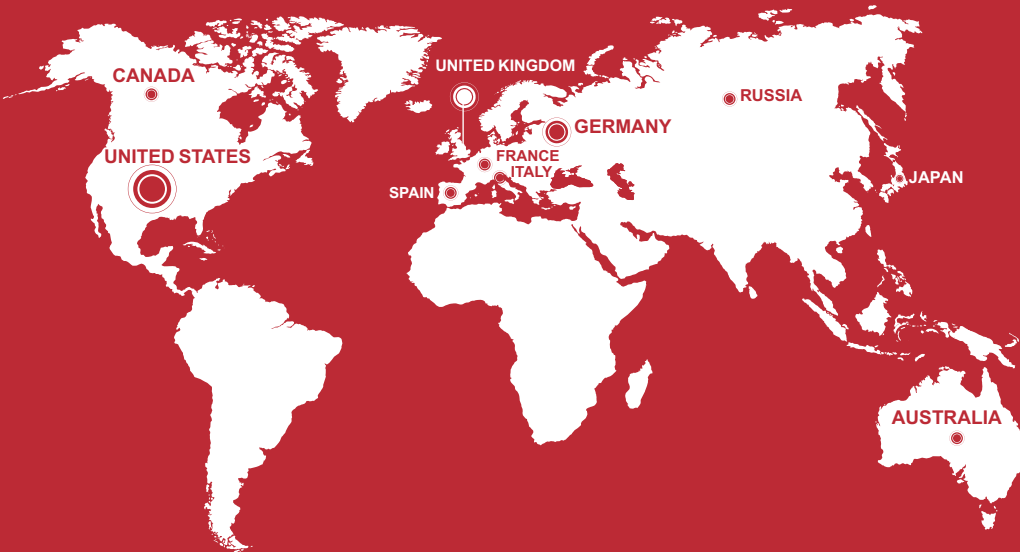 UNITED KINGDOM
CANADA
RUSSIA
GERMANY
UNITED STATES
FRANCE
ITALY
JAPAN
SPAIN
AUSTRALIA